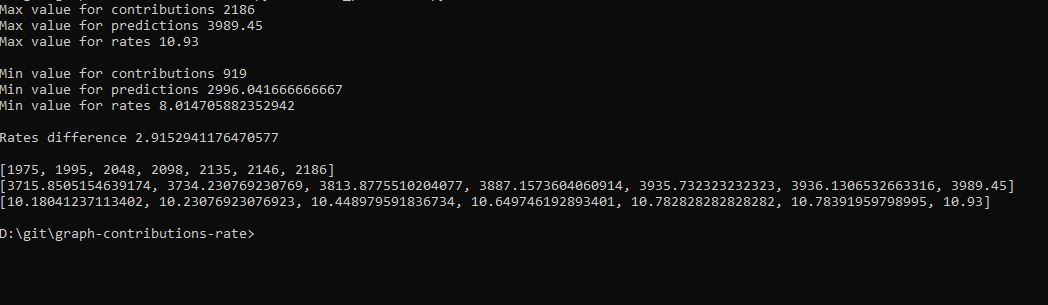 Max value for contributions 2186
Max value for predictions 3989.45
Max value for rates 10.93
Min value for contributions 919
Min value for predictions 2996.041666666667
Min value for rates 8.014705882352942
Rates difference 2.9152941176470577
[1975, 1995, 2048, 2098, 2135, 2146, 2186]
[3715.8505154639174, 3734.230769230769, 3813.8775510204077, 3887.1573604060914, 3935.732323232323, 3936.1306532663316, 3989.45]
[10.18041237113402, 10.23076923076923, 10.448979591836734, 10.649746192893401, 10.782828282828282, 10.78391959798995, 10.93]
D:\git\graph-contributions-rate>